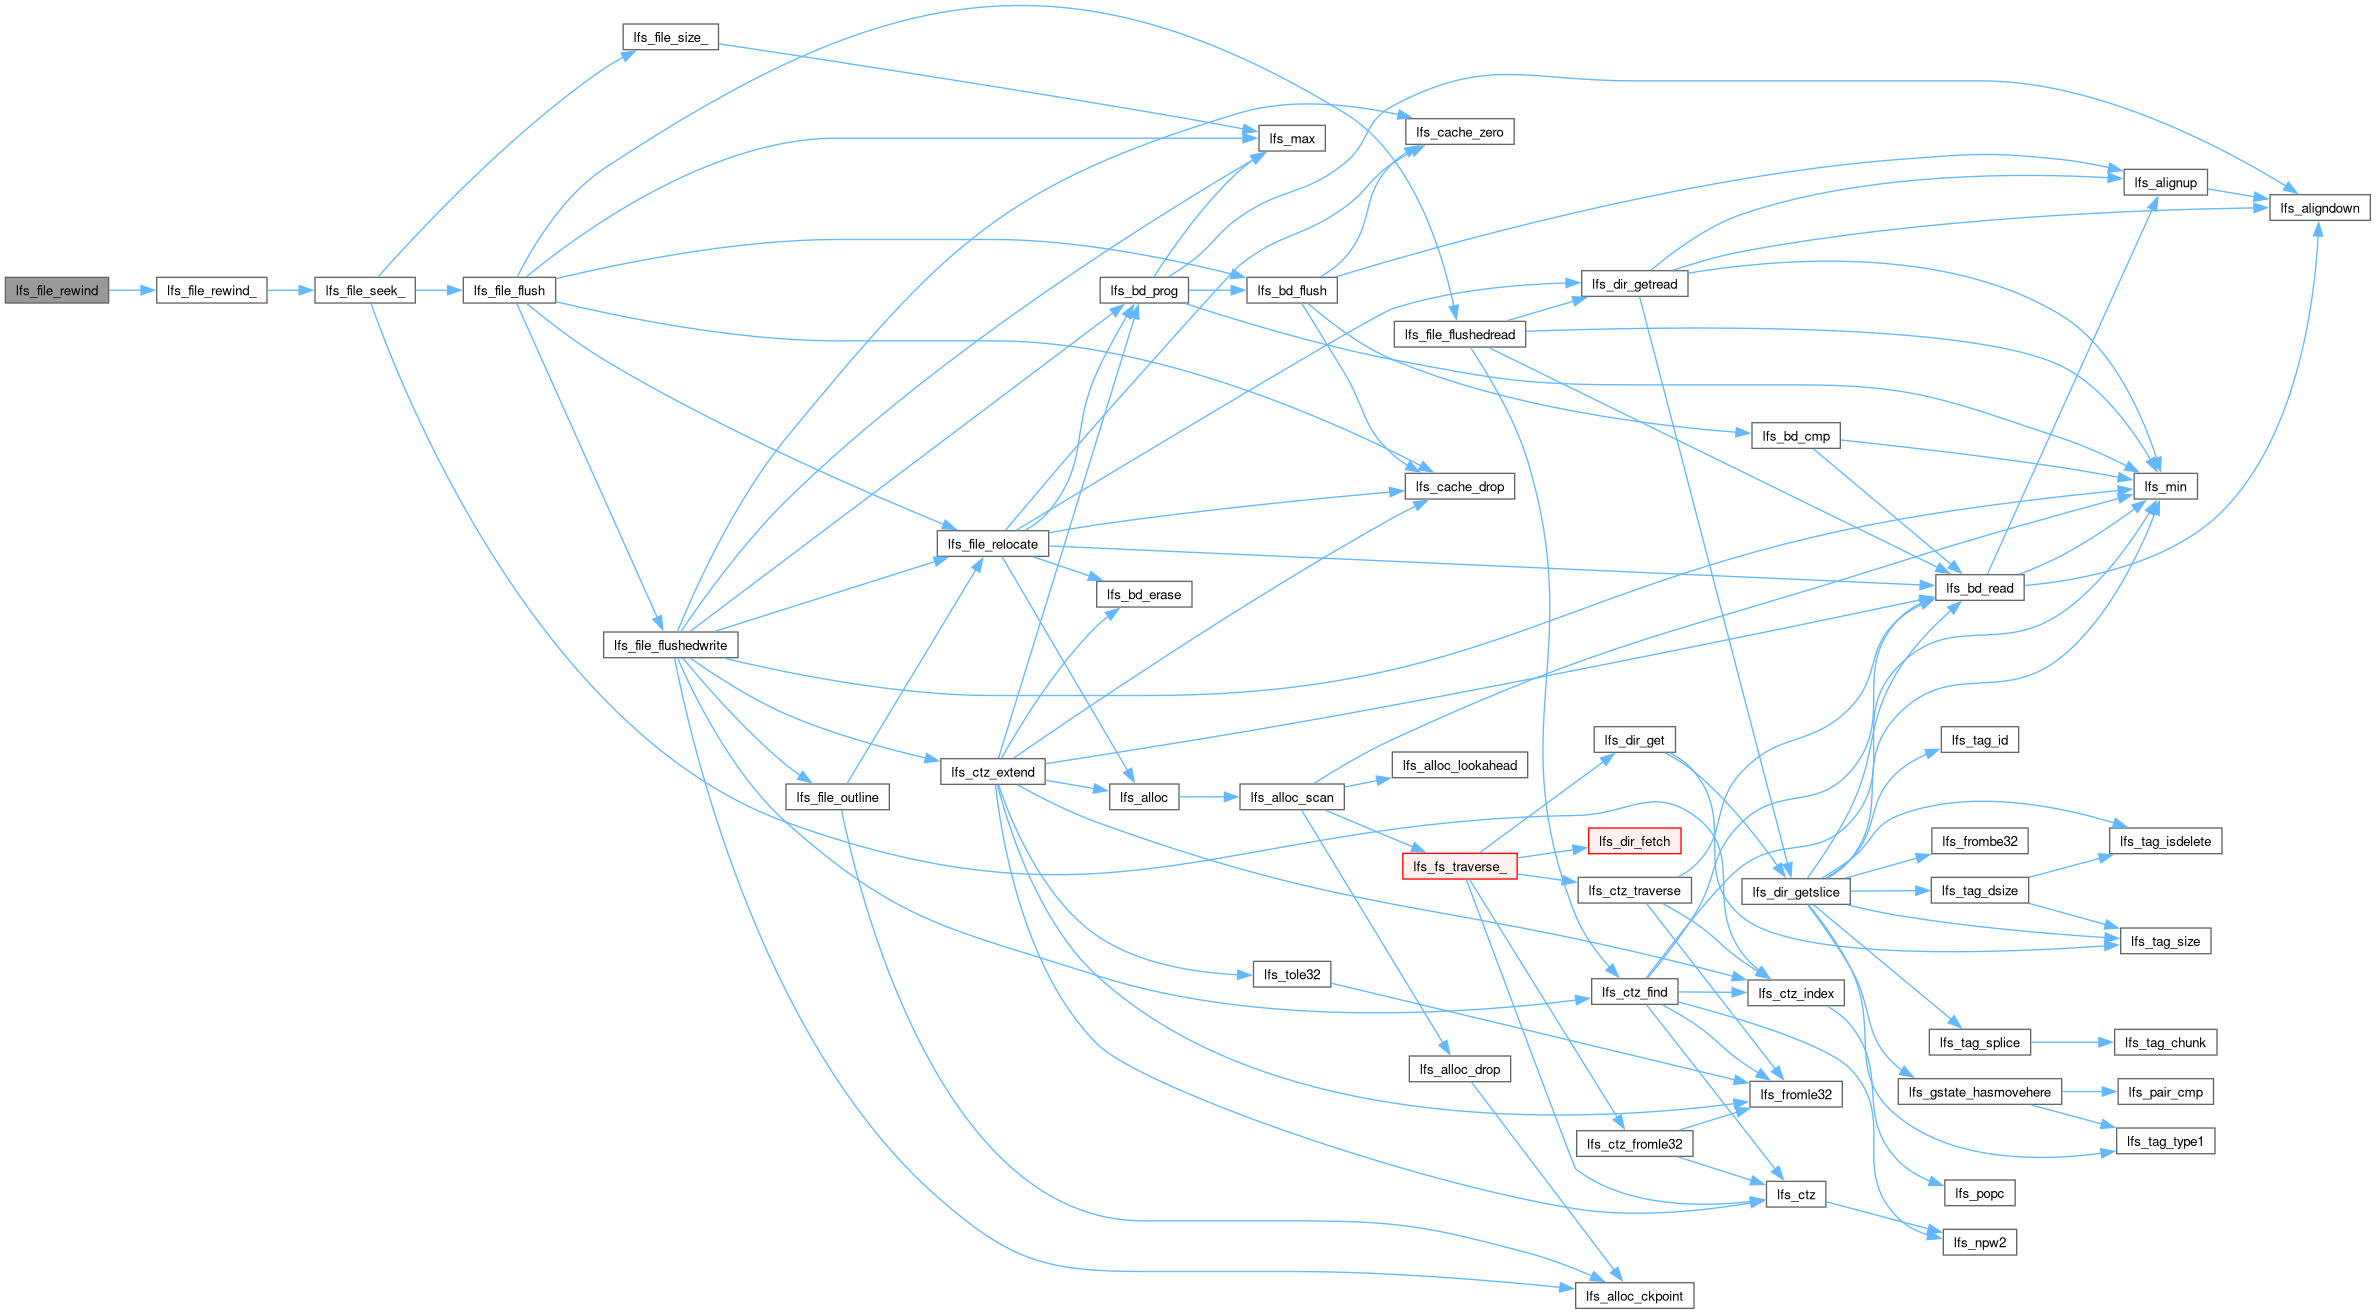 lfs_file_rewind
lfs_file_rewind_
lfs_file_seek_
lfs_file_size_
lfs_file_flush
lfs_file_flushedwrite
lfs_file_outline
lfs_file_relocate
lfs_ctz_extend
lfs_bd_prog
lfs_bd_erase
lfs_alloc
lfs_max
lfs_bd_flush
lfs_alloc_scan
lfs_tole32
lfs_cache_zero
lfs_file_flushedread
lfs_cache_drop
lfs_alloc_lookahead
lfs_fs_traverse_
lfs_alloc_drop
lfs_dir_getread
lfs_dir_get
lfs_dir_fetch
lfs_ctz_traverse
lfs_ctz_find
lfs_ctz_fromle32
lfs_alloc_ckpoint
lfs_bd_cmp
lfs_dir_getslice
lfs_ctz_index
lfs_fromle32
lfs_ctz
lfs_bd_read
lfs_tag_id
lfs_frombe32
lfs_tag_dsize
lfs_tag_splice
lfs_gstate_hasmovehere
lfs_popc
lfs_npw2
lfs_alignup
lfs_aligndown
lfs_min
lfs_tag_isdelete
lfs_tag_size
lfs_tag_chunk
lfs_pair_cmp
lfs_tag_type1